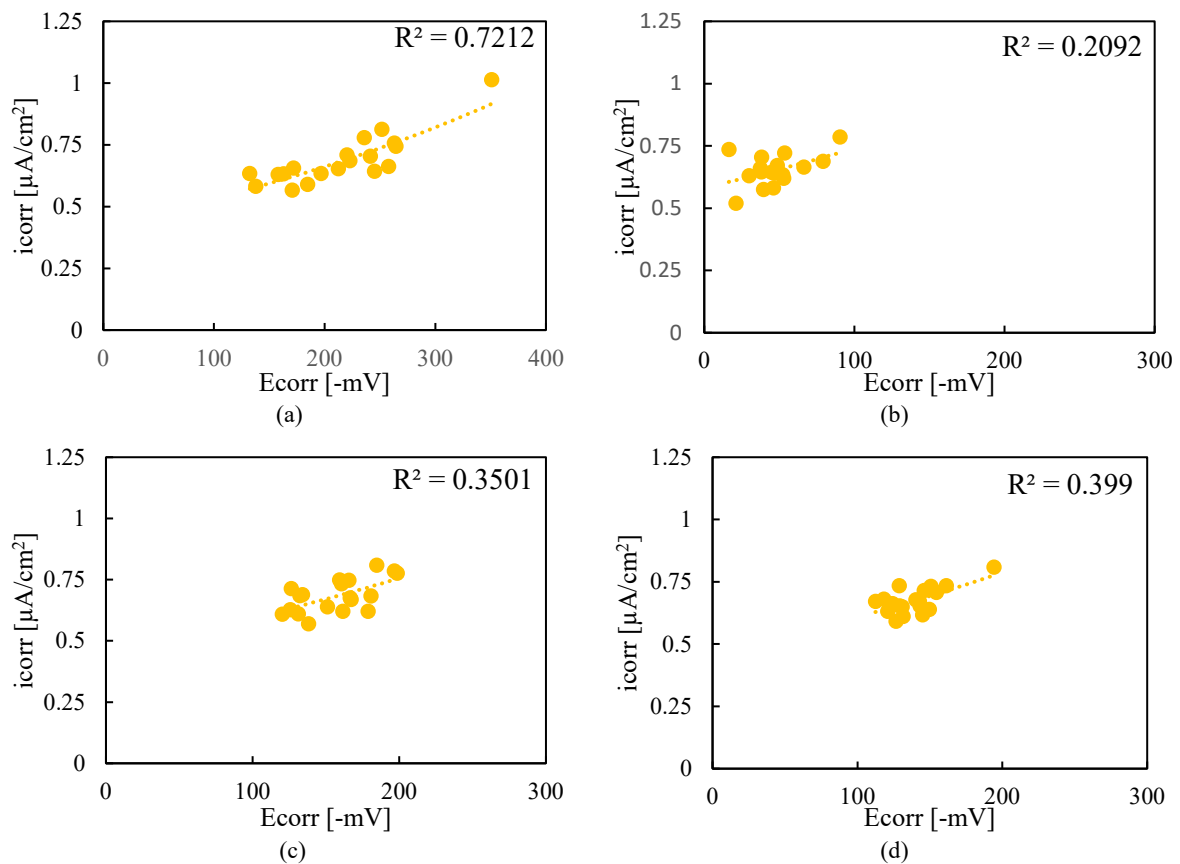 1.25
R² = 0.7212
1
0.75
0.5
0.25
0
icorr [µA/cm²]
0
100
200
300
400
Ecorr [-mV]
(a)
1.25
R² = 0.2092
1
0.75
0.5
0.25
0
icorr [µA/cm²]
0
100
200
300
Ecorr [-mV]
(b)
1.25
R² = 0.3501
1
0.75
0.5
0.25
0
icorr [µA/cm²]
0
100
200
300
Ecorr [-mV]
(c)
1.25
R² = 0.399
1
0.75
0.5
0.25
0
icorr [µA/cm²]
0
100
200
300
Ecorr [-mV]
(d)